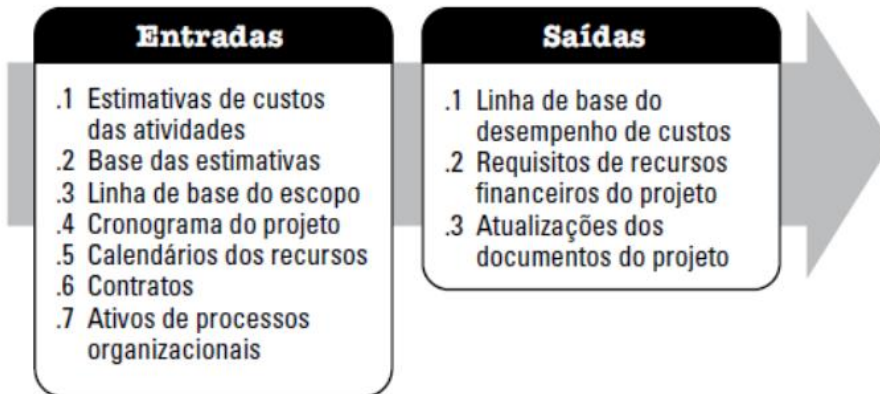 Entradas
.1 Estimativas de custos
das atividades
.2 Base das estimativas
.3 Linha de base do escopo
.4 Cronograma do projeto
.5 Calendários dos recursos
.6 Contratos
.7 Ativos de processos
organizacionais
Saídas
.1 Linha de base do
desempenho de custos
.2 Requisitos de recursos
financeiros do projeto
.3 Atualizações dos
documentos do projeto